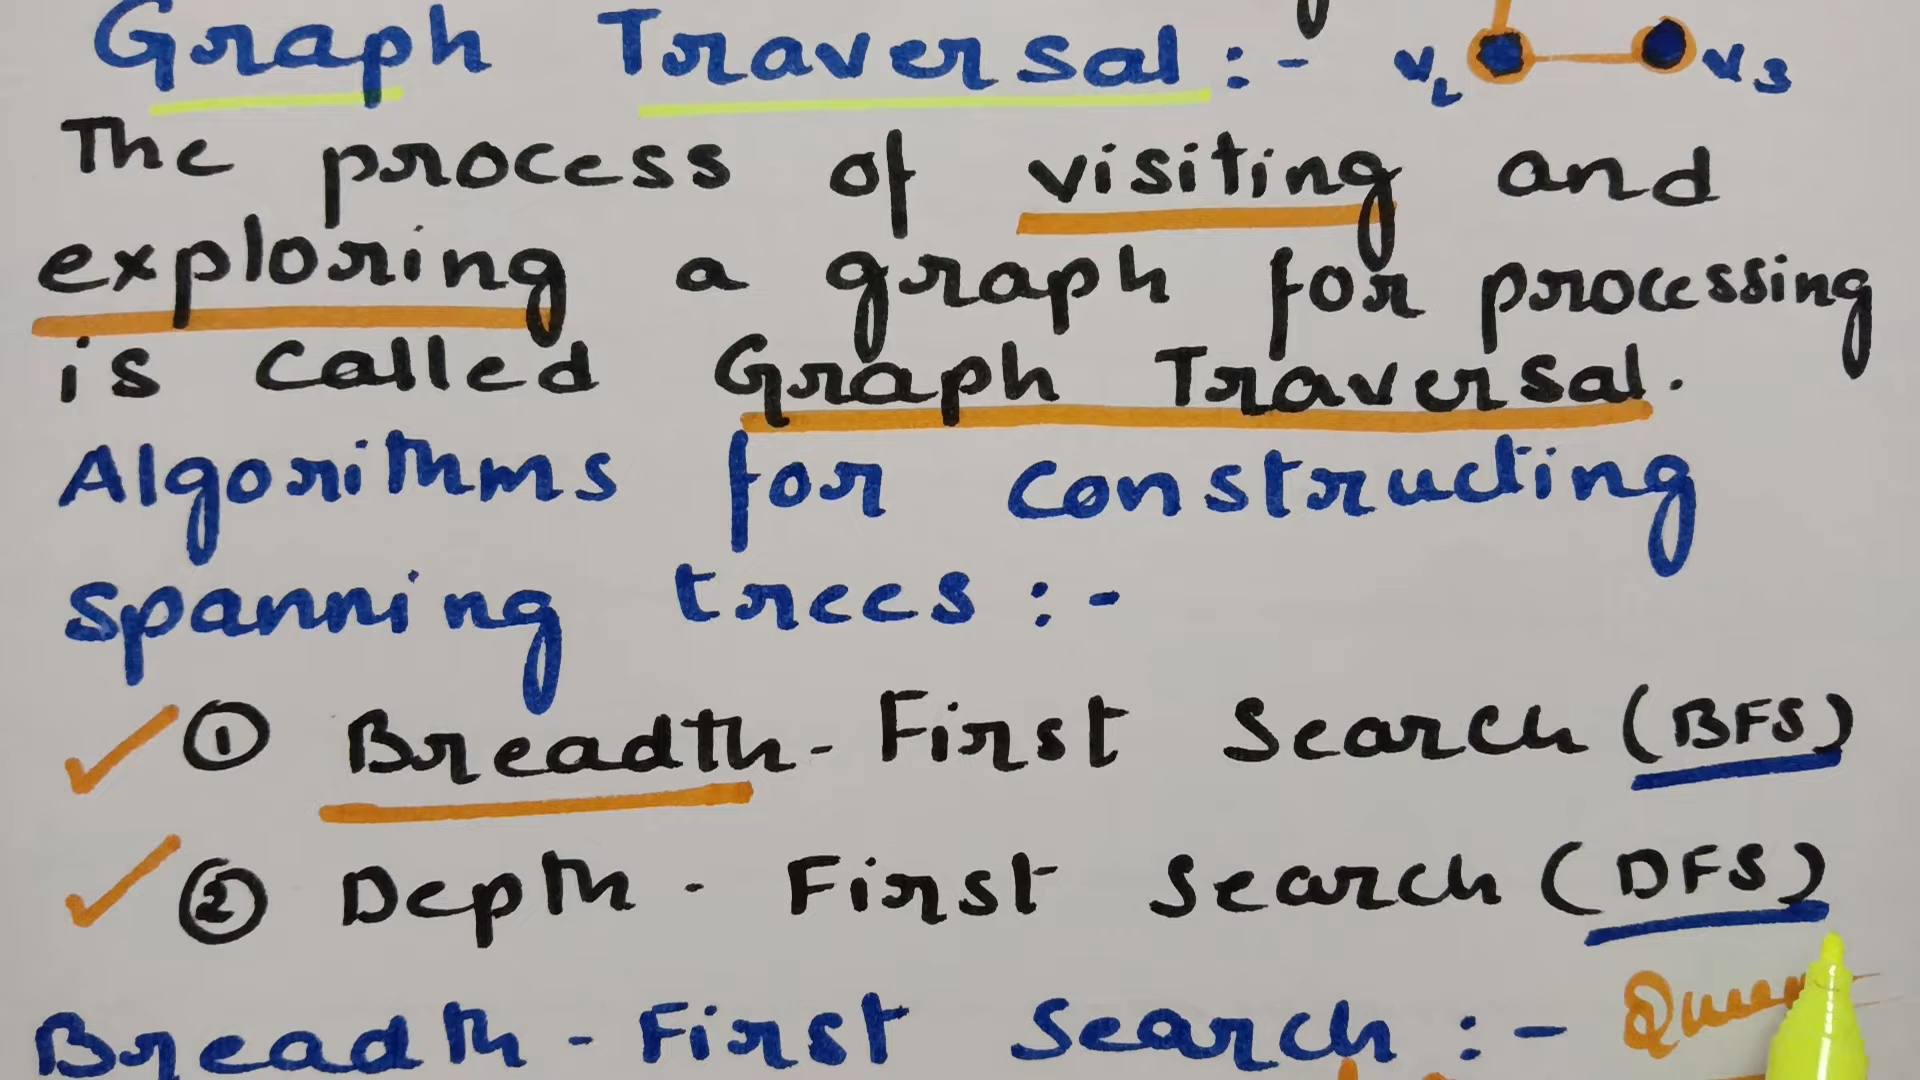 Graph Traversal :-
v₂ v₃
The process of visiting and
exploring a graph for processing
is called Graph Traversal.
Algorithms for constructing
spanning trees :-
① Breadth-First Search (BFS)
② Depth-First Search (DFS)
Breadth-First Search :-